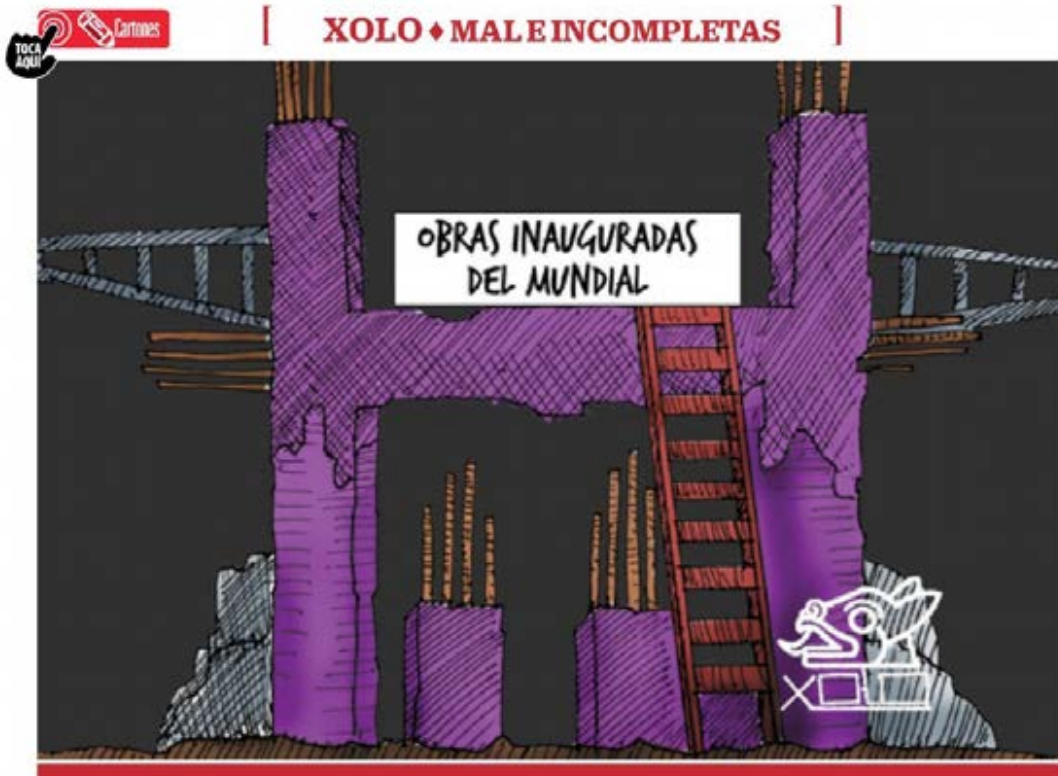 Cartones
TOCA
AQUÍ
[ XOLO ♦ MAL E INCOMPLETAS ]
OBRAS INAUGURADAS
DEL MUNDIAL
XOLO